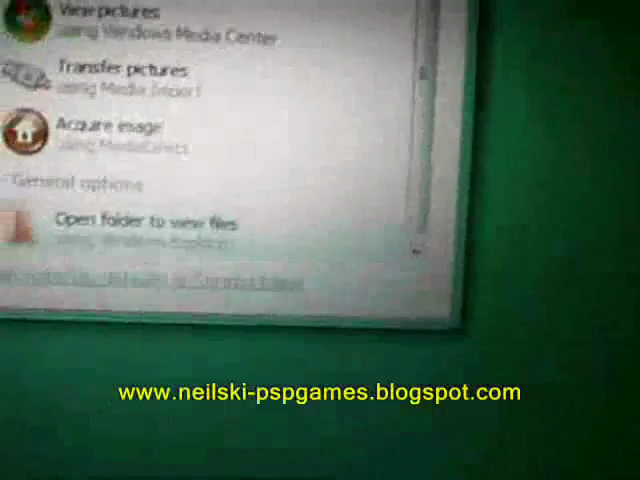 View pictures
using Windows Media Center
Transfer pictures
using Media Import
Acquire image
using
General options
Open folder to view files
using Windows Explorer
www.neilski-pspgames.blogspot.com